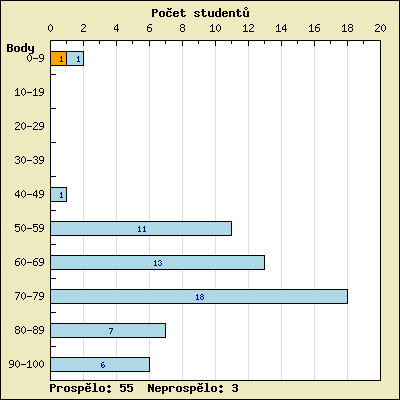 Počet studentů
0 2 4 6 8 10 12 14 16 18 20
Body
0-9 1 1
10-19
20-29
30-39
40-49 1
50-59 11
60-69 13
70-79 18
80-89 7
90-100 6
Prospělo: 55 Neprospělo: 3